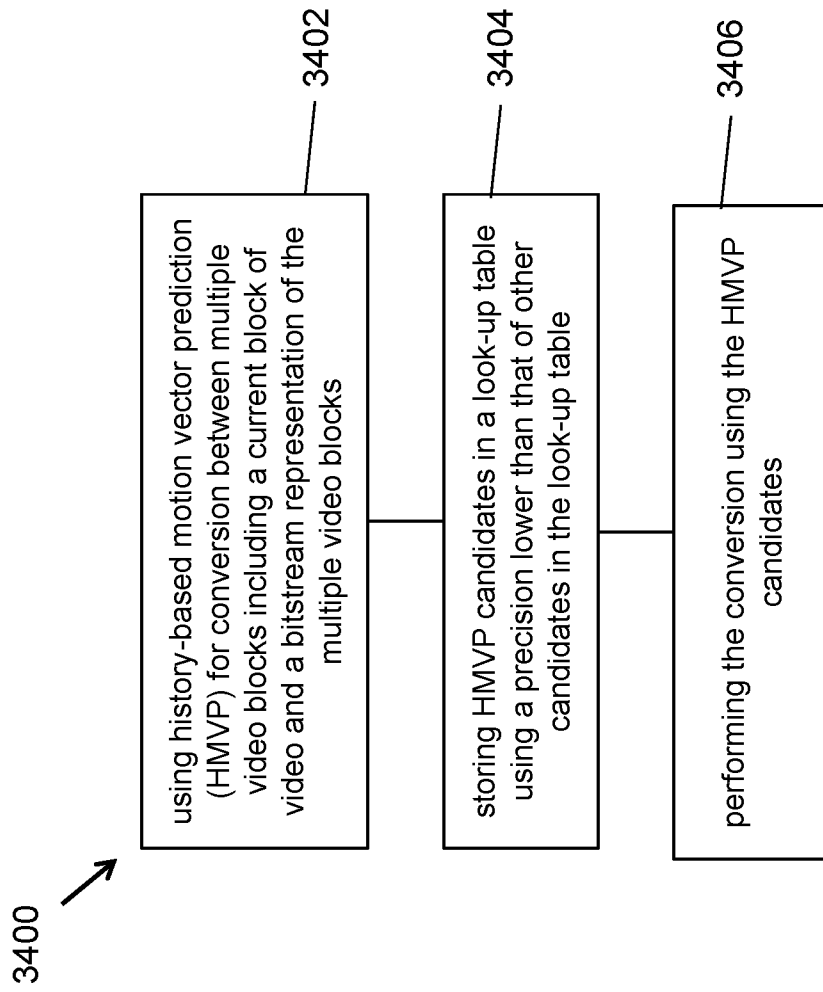 3400
using history-based motion vector prediction
(HMVP) for conversion between multiple
video blocks including a current block of
video and a bitstream representation of the
multiple video blocks
3402
storing HMVP candidates in a look-up table
using a precision lower than that of other
candidates in the look-up table
3404
performing the conversion using the HMVP
candidates
3406